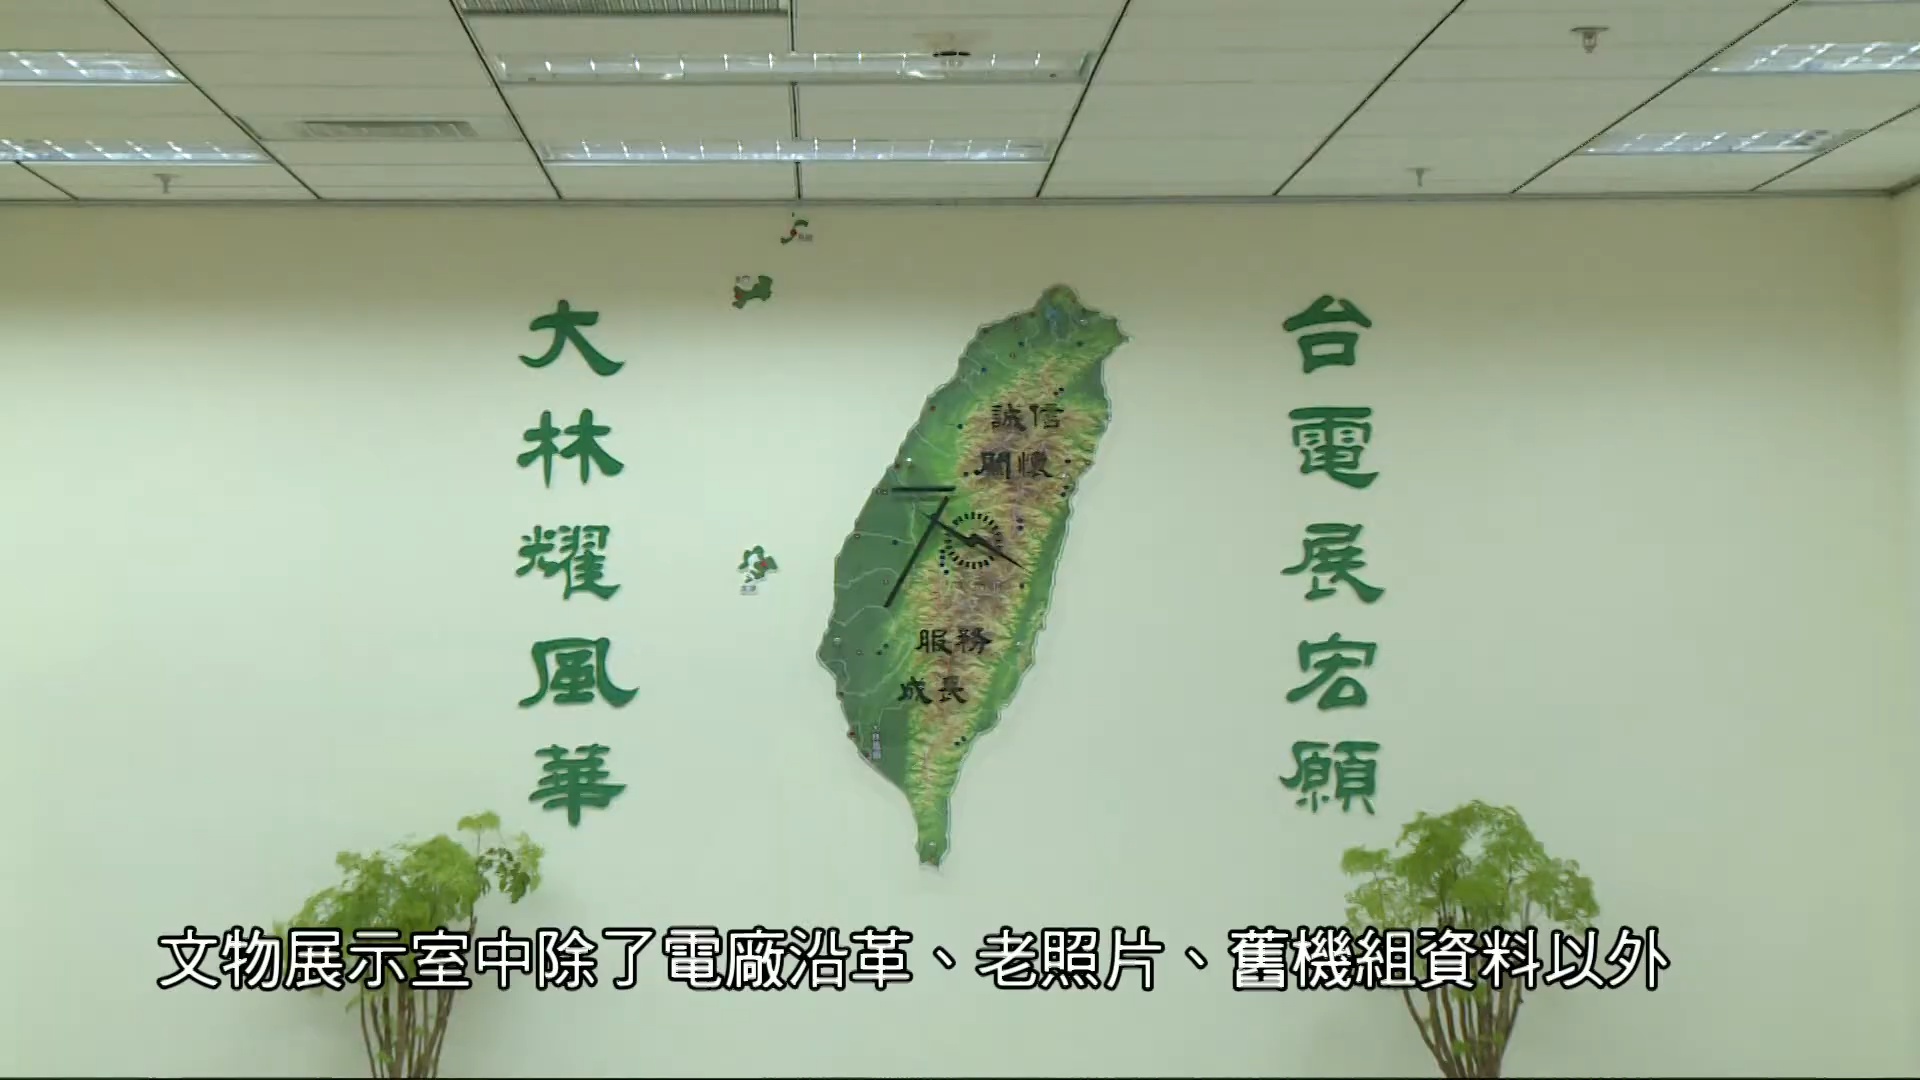 台電展宏願
大林耀風華
誠信
關懷
服務
成長
文物展示室中除了電廠沿革、老照片、舊機組資料以外